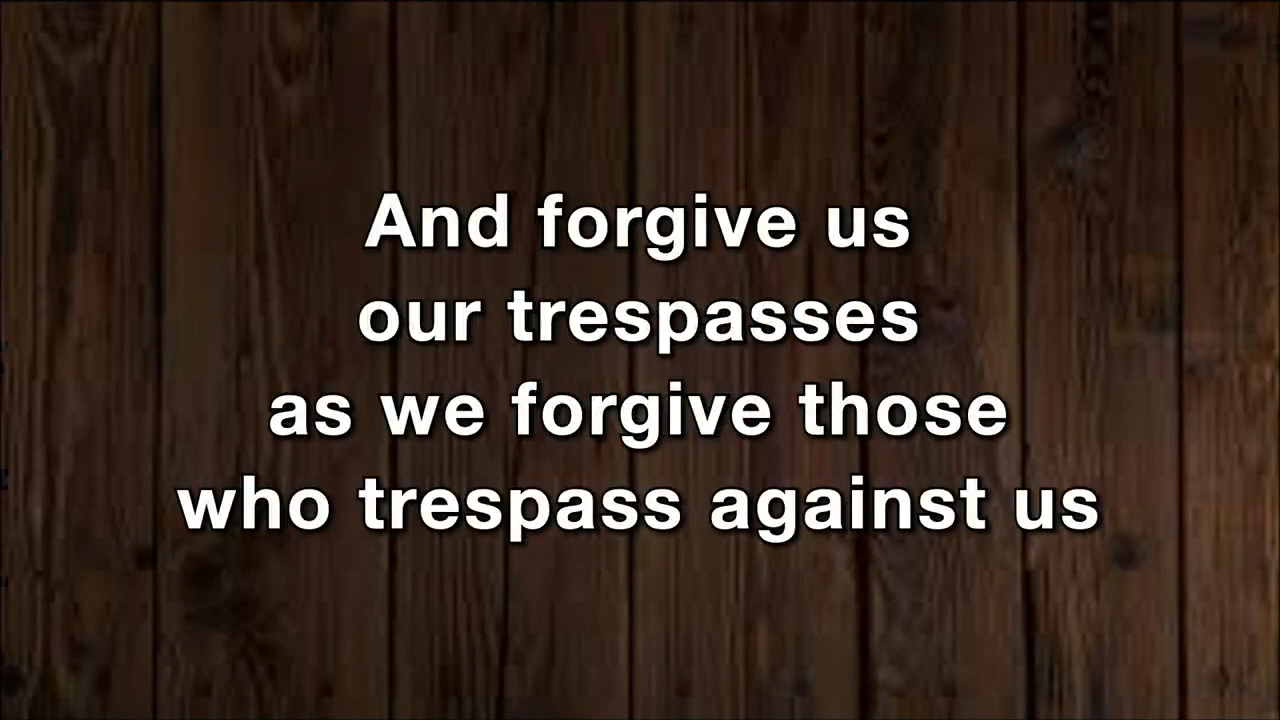 And forgive us
our trespasses
as we forgive those
who trespass against us